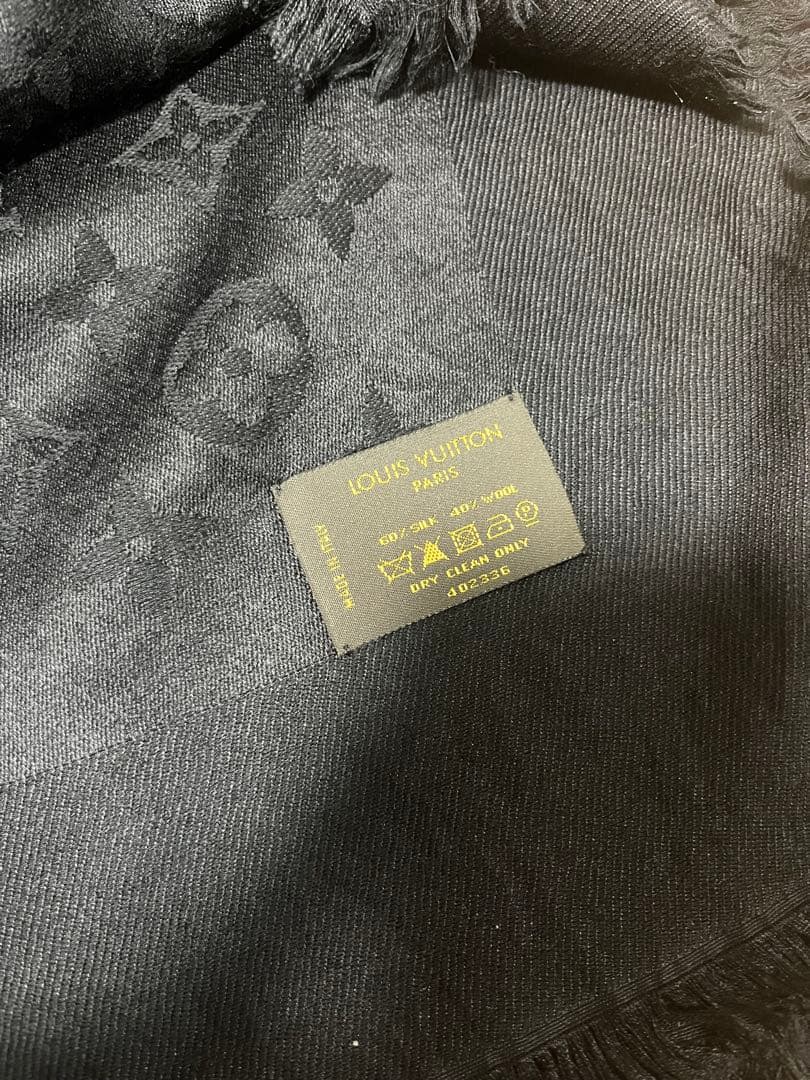 LOUIS VUITTON
PARIS
60% SILK 40% WOOL
DRY CLEAN ONLY
402336
MADE IN ITALY